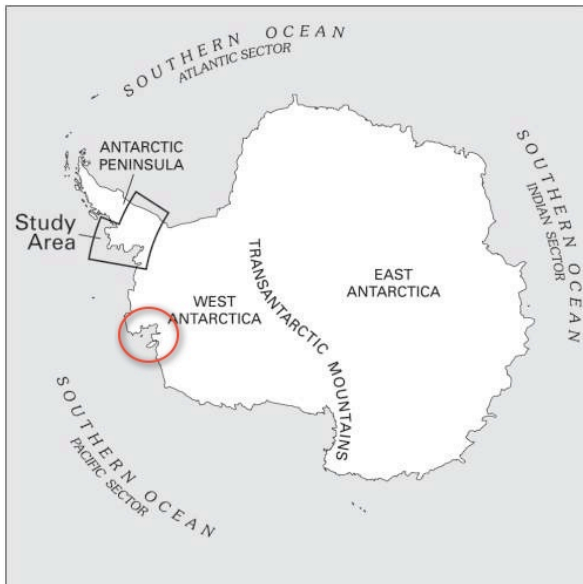 SOUTHERN OCEAN
ATLANTIC SECTOR
ANTARCTIC
PENINSULA
Study
Area
SOUTHERN OCEAN
INDIAN SECTOR
TRANSANTARCTIC MOUNTAINS
EAST
ANTARCTICA
WEST
ANTARCTICA
SOUTHERN OCEAN
PACIFIC SECTOR